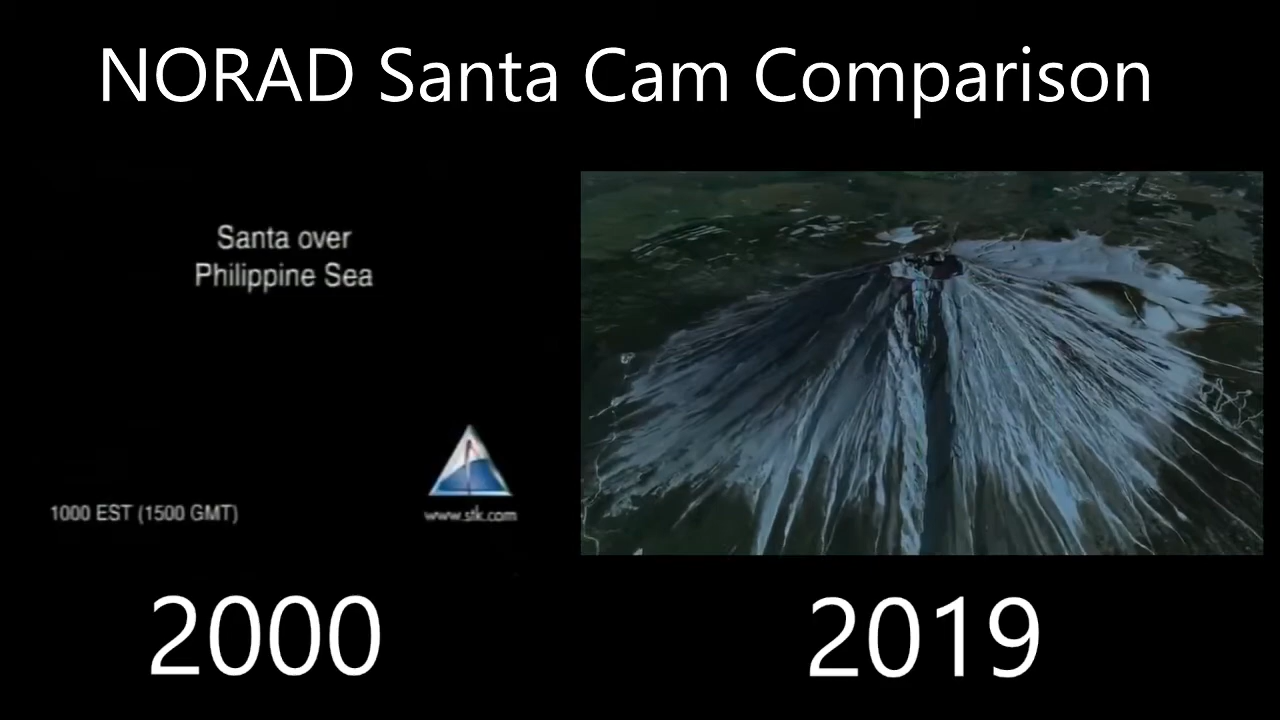 NORAD Santa Cam Comparison
Santa over
Philippine Sea
1000 EST (1500 GMT)
www.stk.com
2000
2019